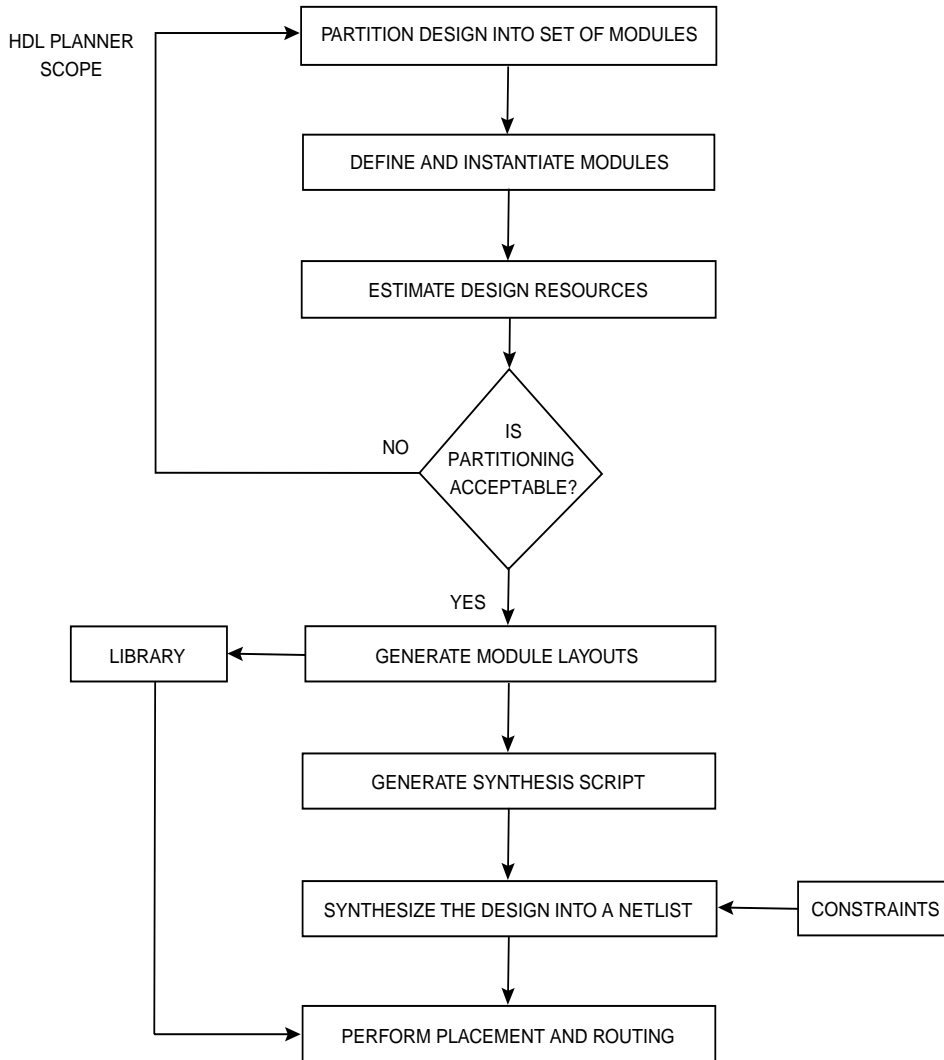 HDL PLANNER
SCOPE
PARTITION DESIGN INTO SET OF MODULES
DEFINE AND INSTANTIATE MODULES
ESTIMATE DESIGN RESOURCES
NO
IS
PARTITIONING
ACCEPTABLE?
YES
LIBRARY
GENERATE MODULE LAYOUTS
GENERATE SYNTHESIS SCRIPT
SYNTHESIZE THE DESIGN INTO A NETLIST
CONSTRAINTS
PERFORM PLACEMENT AND ROUTING